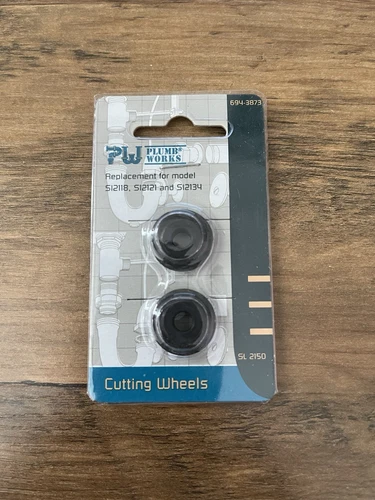 694-3873
PW PLUMB
WORKS
Replacement for model
S12118, S12121 and S12134
SL 2150
Cutting Wheels